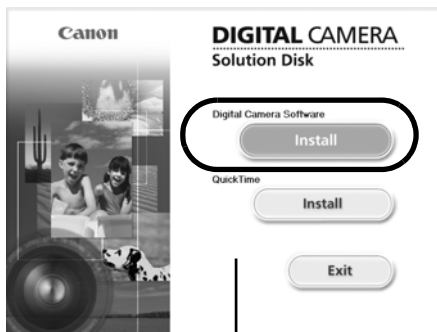 Canon
DIGITAL CAMERA
Solution Disk
Digital Camera Software
Install
QuickTime
Install
Exit